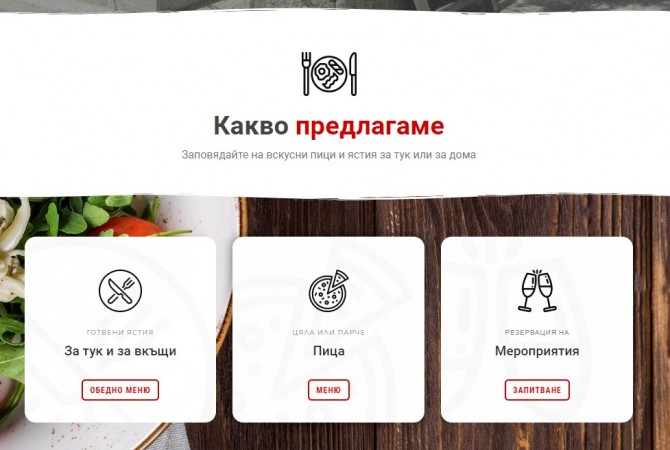 Какво предлагаме
Заповядайте на вскусни пици и ястия за тук или за дома
ГОТВЕНИ ЯСТИЯ
За тук и за вкъщи
ОБЕДНО МЕНЮ
ЦЯЛА ИЛИ ПАРЧЕ
Пица
МЕНЮ
РЕЗЕРВАЦИЯ НА
Мероприятия
ЗАПИТВАНЕ